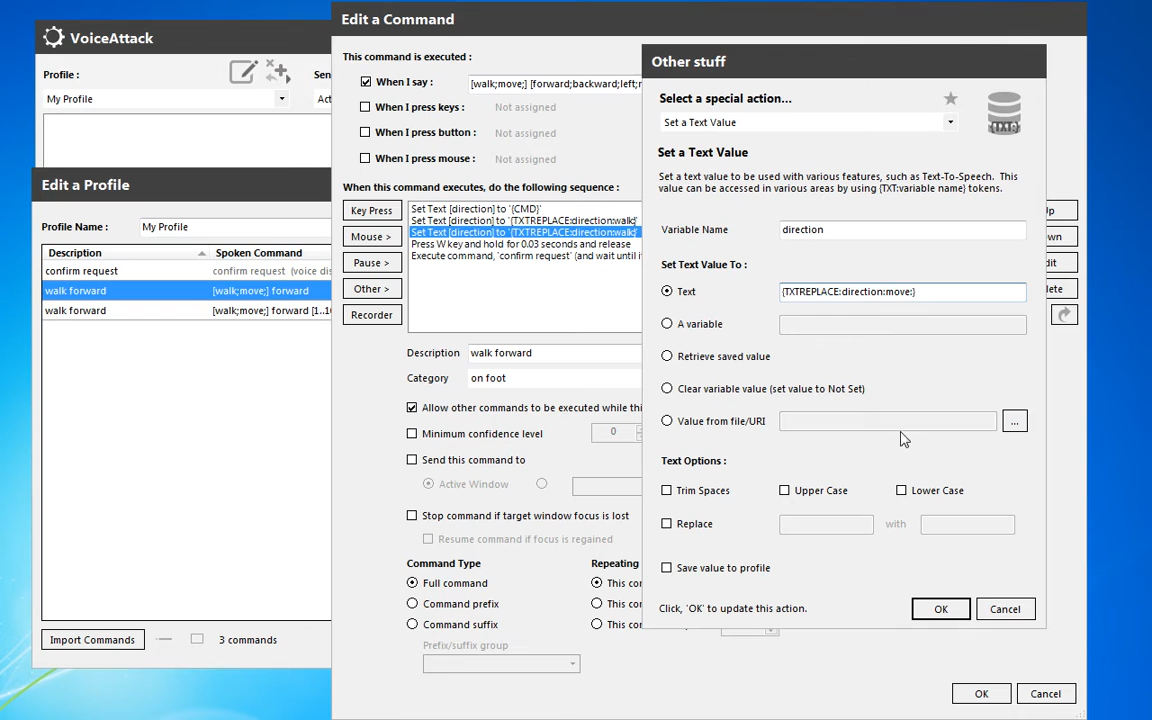 VoiceAttack
Profile :
Sen
My Profile
Act
Edit a Profile
Profile Name :
My Profile
Description
Spoken Command
confirm request
confirm request (voice dis
walk forward
[walk;move;] forward
walk forward
[walk;move;] forward [1..1
Import Commands
3 commands
Edit a Command
This command is executed :
When I say :
[walk;move;] [forward;backward;left;r
When I press keys :
Not assigned
When I press button :
Not assigned
When I press mouse :
Not assigned
When this command executes, do the following sequence :
Key Press
Mouse >
Pause >
Other >
Recorder
Set Text [direction] to '{CMD}'
Set Text [direction] to '{TXTREPLACE:direction:walk:
Set Text [direction] to '{TXTREPLACE:direction:walk:
Press W key and hold for 0.03 seconds and release
Execute command, 'confirm request' (and wait until it
Up
own
dit
lete
Description
walk forward
Category
on foot
Allow other commands to be executed while thi
Minimum confidence level
0
Send this command to
Active Window
Stop command if target window focus is lost
Resume command if focus is regained
Command Type
Full command
Command prefix
Command suffix
Prefix/suffix group
Repeating
This com
This co
This co
OK
Cancel
Other stuff
Select a special action...
Set a Text Value
{TXT}
Set a Text Value
Set a text value to be used with various features, such as Text-To-Speech. This
value can be accessed in various areas by using {TXT:variable name} tokens.
Variable Name
direction
Set Text Value To :
Text
{TXTREPLACE:direction:move:}
A variable
Retrieve saved value
Clear variable value (set value to Not Set)
Value from file/URI
...
Text Options :
Trim Spaces
Upper Case
Lower Case
Replace
with
Save value to profile
Click, 'OK' to update this action.
OK
Cancel